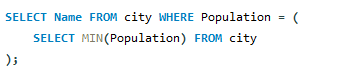 SELECT Name FROM city WHERE Population = (
    SELECT MIN(Population) FROM city
);